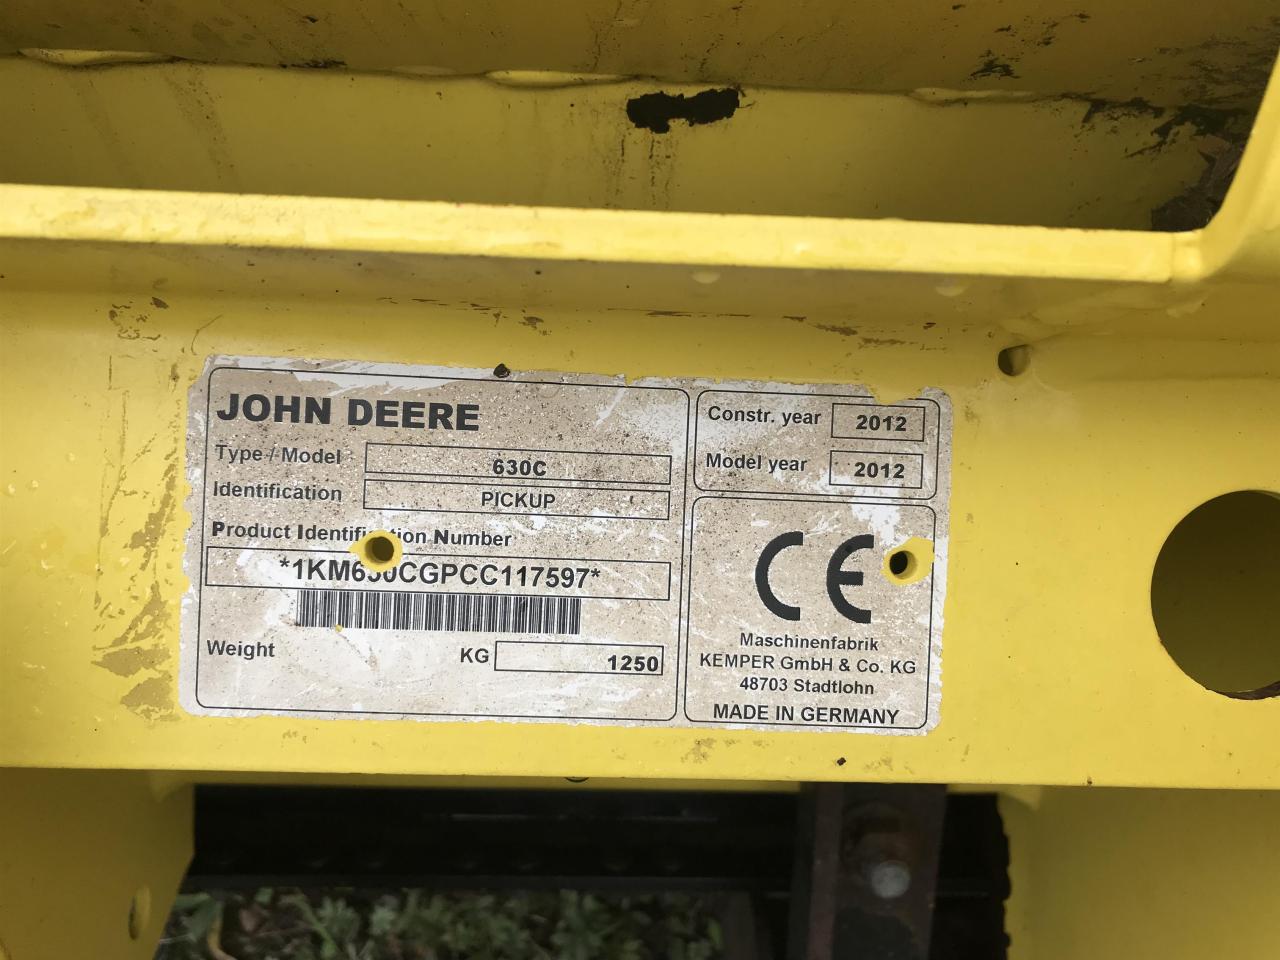 JOHN DEERE
Type / Model 630C
Identification PICKUP
Product Identification Number
*1KM630CGPCC117597*
Weight KG 1250
Constr. year 2012
Model year 2012
CE
Maschinenfabrik
KEMPER GmbH & Co. KG
48703 Stadtlohn
MADE IN GERMANY